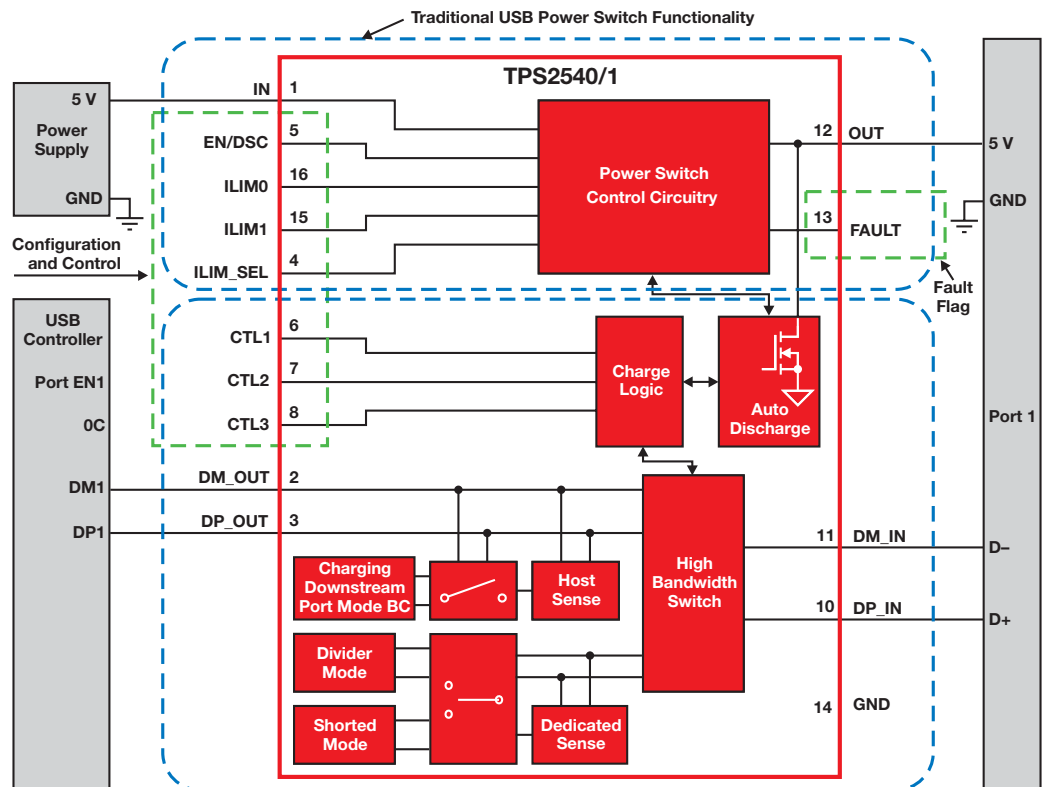 Traditional USB Power Switch Functionality
TPS2540/1
5 V
Power
Supply
GND
IN
1
EN/DSC
5
ILIM0
16
ILIM1
15
ILIM_SEL
4
Power Switch
Control Circuitry
12
OUT
13
FAULT
5 V
GND
Fault
Flag
Configuration
and Control
USB
Controller
Port EN1
0C
DM1
DP1
CTL1
6
CTL2
7
CTL3
8
Charge
Logic
Auto
Discharge
Port 1
DM_OUT
2
DP_OUT
3
Charging
Downstream
Port Mode BC
Host
Sense
High
Bandwidth
Switch
11
DM_IN
D–
10
DP_IN
D+
Divider
Mode
Shorted
Mode
Dedicated
Sense
14
GND